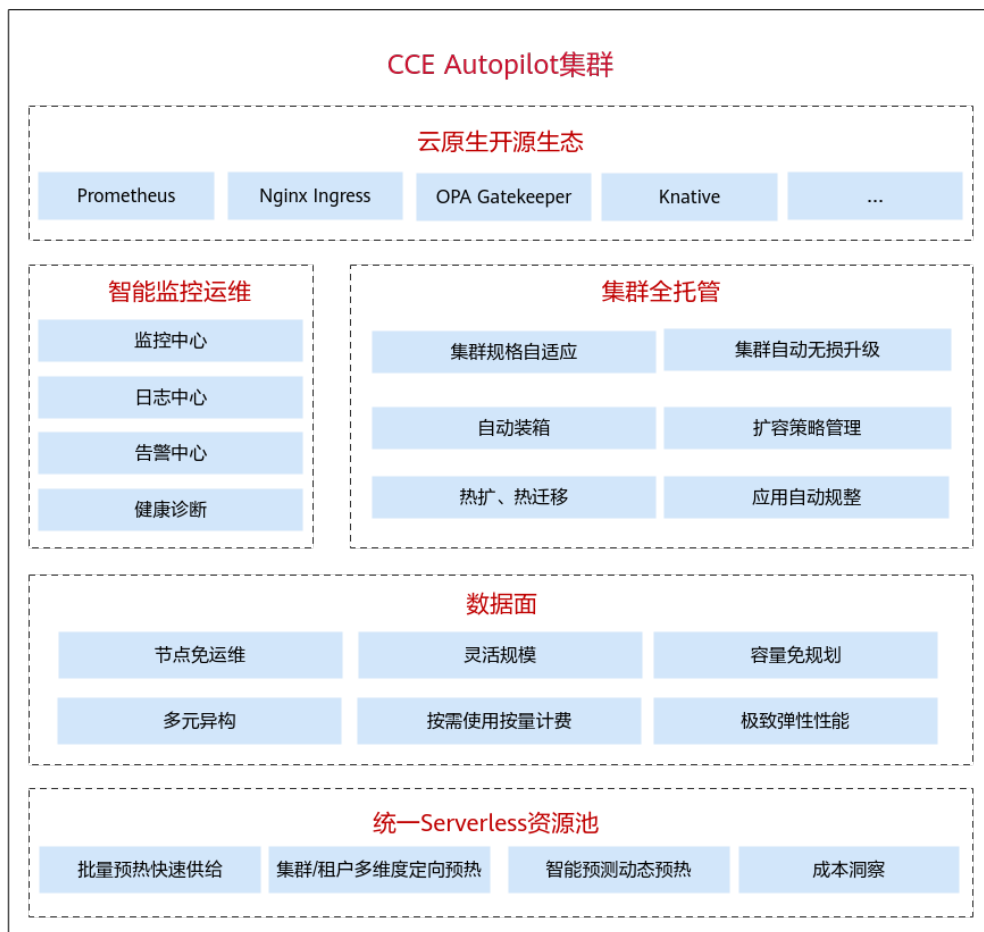 CCE Autopilot集群
云原生开源生态
Prometheus
Nginx Ingress
OPA Gatekeeper
Knative
...
智能监控运维
监控中心
日志中心
告警中心
健康诊断
集群全托管
集群规格自适应
集群自动无损升级
自动装箱
扩容策略管理
热扩、热迁移
应用自动规整
数据面
节点免运维
灵活规模
容量免规划
多元异构
按需使用按量计费
极致弹性性能
统一Serverless资源池
批量预热快速供给
集群/租户多维度定向预热
智能预测动态预热
成本洞察